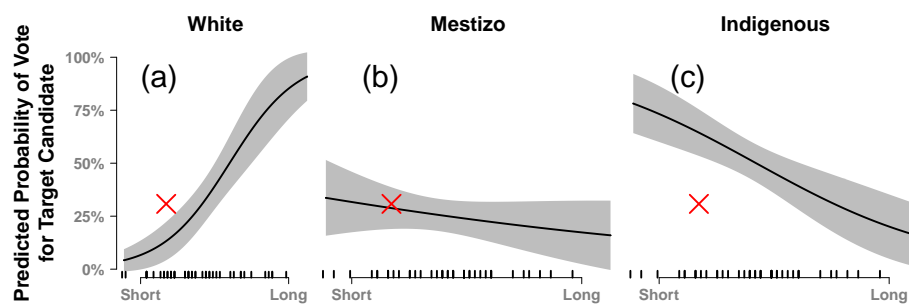 White Mestizo Indigenous
Predicted Probability of Vote
for Target Candidate
100%
75%
50%
25%
0%
(a) (b) (c)
Short Long Short Long Short Long